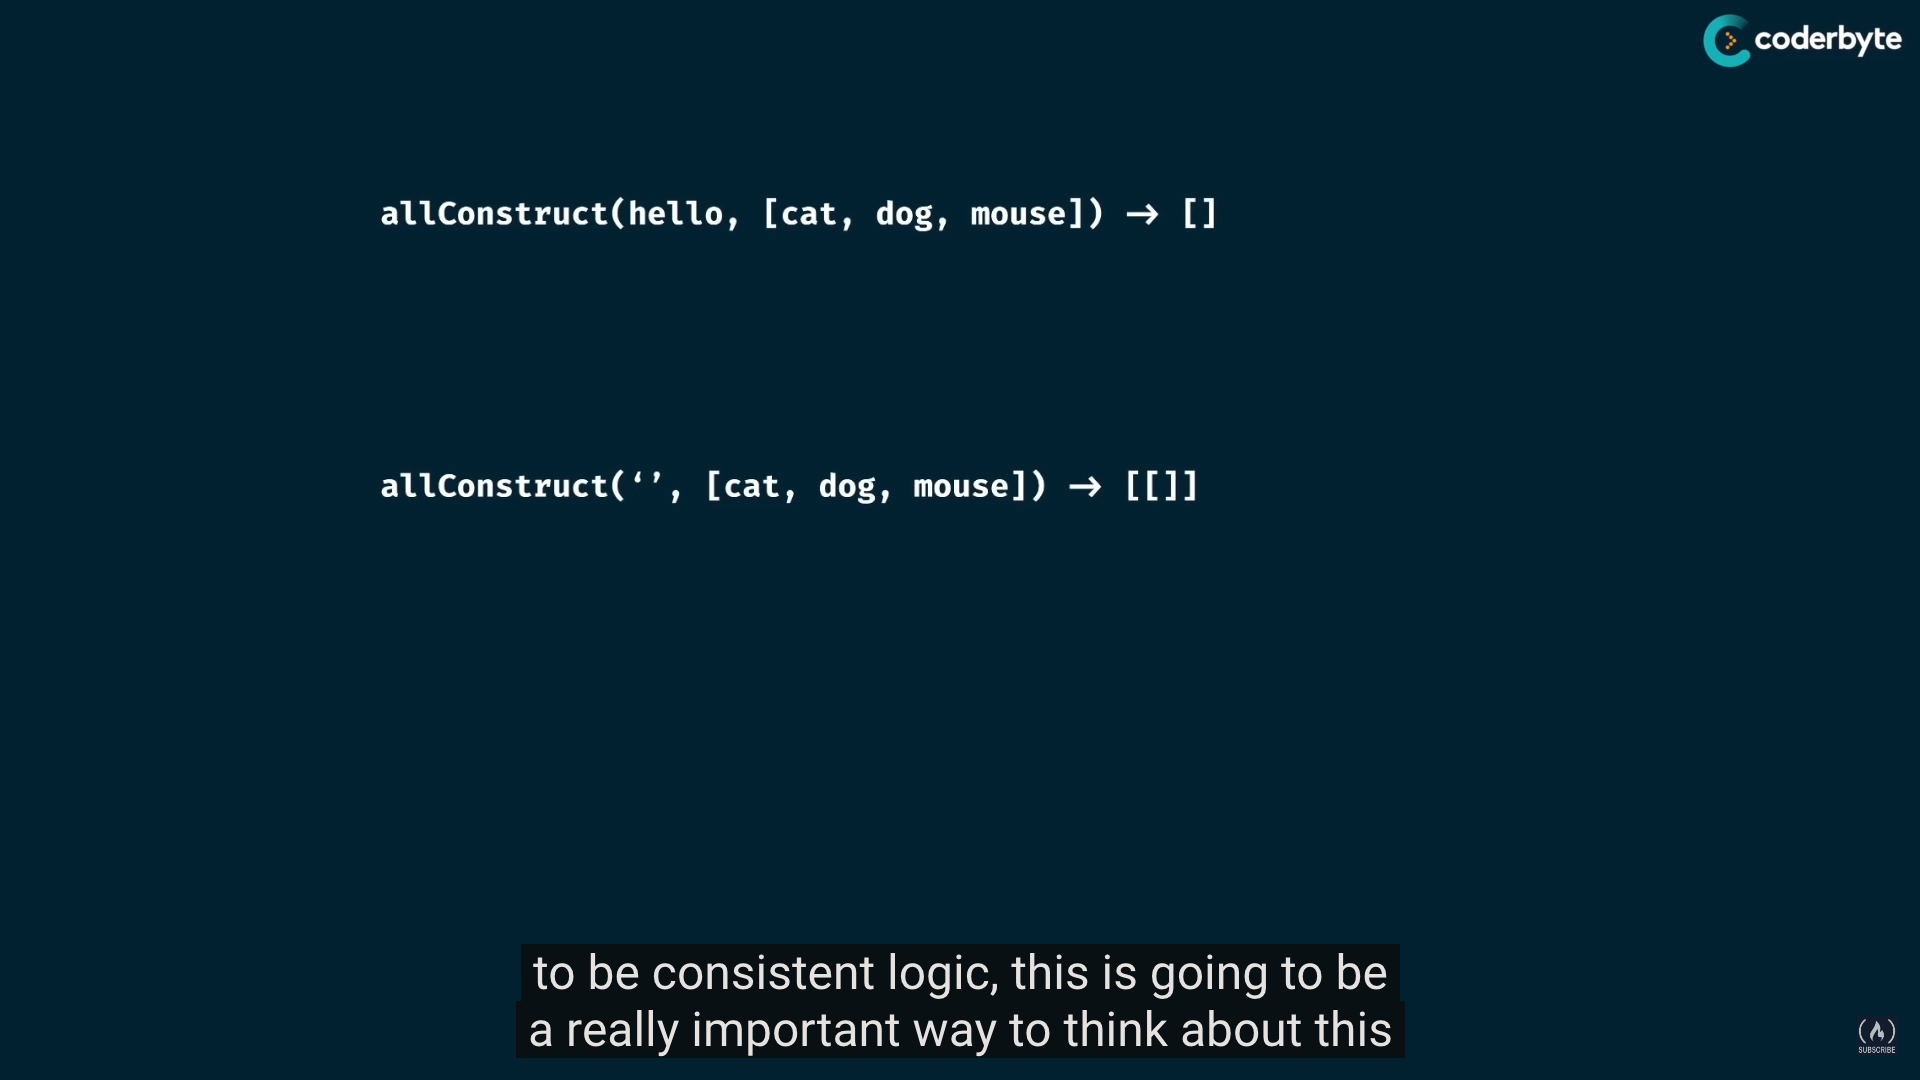 coderbyte
allConstruct(hello, [cat, dog, mouse]) → []
allConstruct(‘’, [cat, dog, mouse]) → [[]]
to be consistent logic, this is going to be
a really important way to think about this
SUBSCRIBE